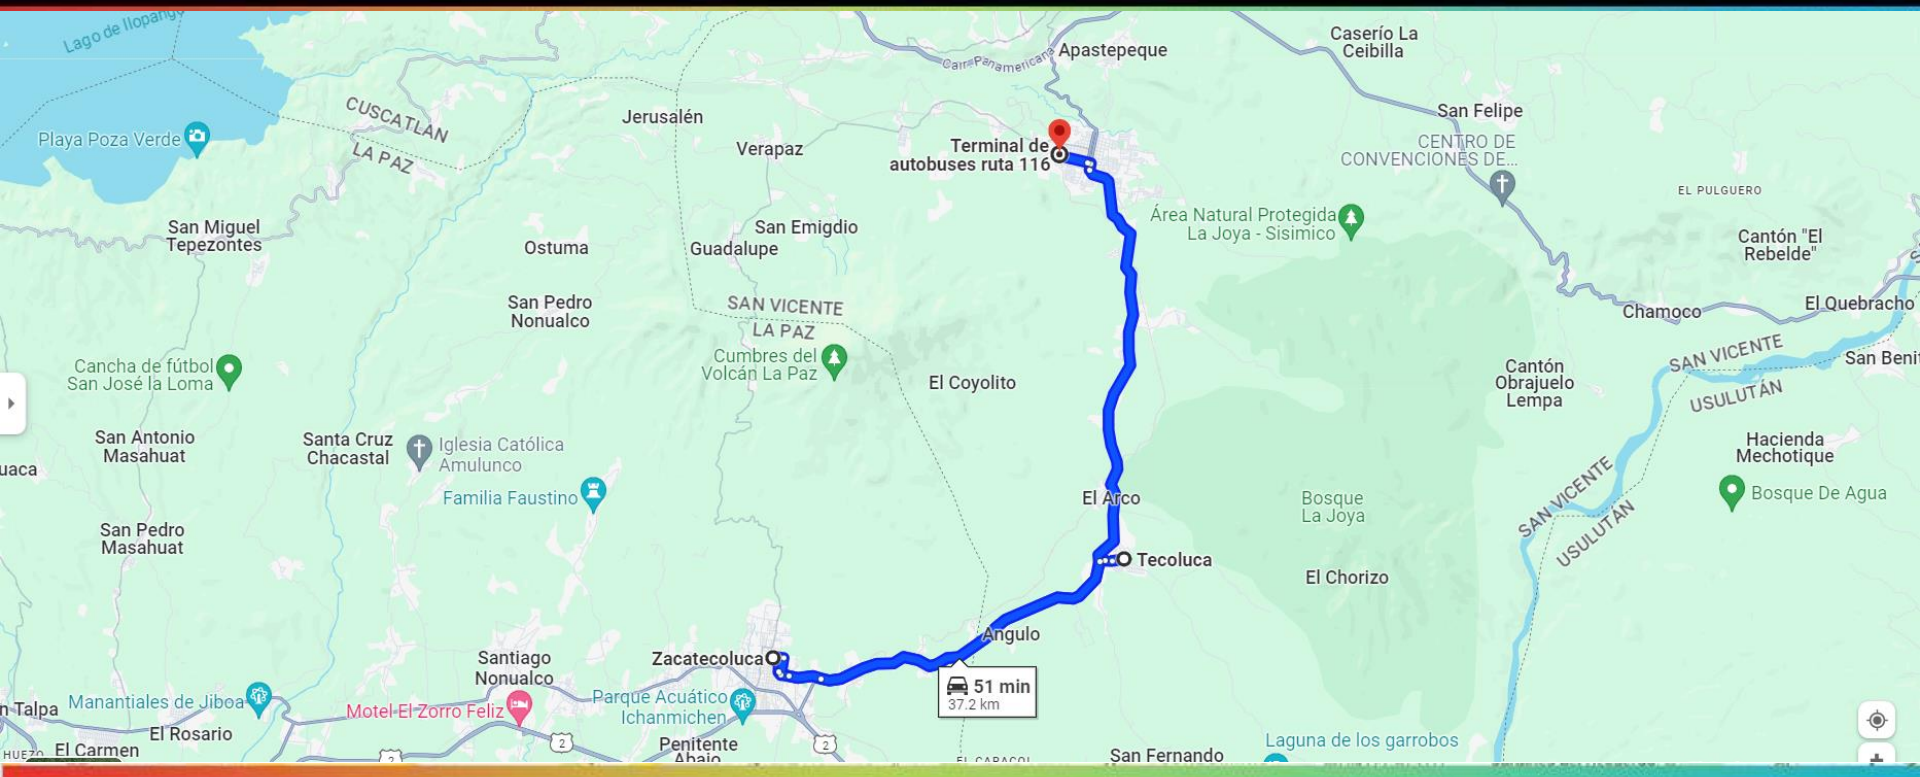 Lago de Ilopango
Apastepeque
Caserío La
Ceibilla
Carr. Panamericana
CUSCATLÁN
LA PAZ
Playa Poza Verde
Jerusalén
Verapaz
Terminal de
autobuses ruta 116
San Felipe
CENTRO DE
CONVENCIONES DE...
EL PULGUERO
San Miguel
Tepezontes
Ostuma
San Emigdio
Guadalupe
Área Natural Protegida
La Joya - Sisimico
Cantón "El
Rebelde"
San Pedro
Nonualco
SAN VICENTE
LA PAZ
Chamoco
El Quebracho
Cancha de fútbol
San José la Loma
Cumbres del
Volcán La Paz
El Coyolito
Cantón
Obrajuelo
Lempa
SAN VICENTE
USULUTÁN
San Benit
San Antonio
Masahuat
Santa Cruz
Chacastal
Iglesia Católica
Amulunco
Hacienda
Mechotique
uaca
Familia Faustino
El Arco
Bosque
La Joya
SAN VICENTE
USULUTÁN
Bosque De Agua
San Pedro
Masahuat
Tecoluca
El Chorizo
Angulo
Zacatecoluca
Santiago
Nonualco
51 min
37.2 km
Manantiales de Jiboa
Motel El Zorro Feliz
Parque Acuático
Ichanmichen
n Talpa
El Rosario
2
2
2
Penitente
Abajo
HUEZO
El Carmen
EL CARACOL
San Fernando
Laguna de los garrobos